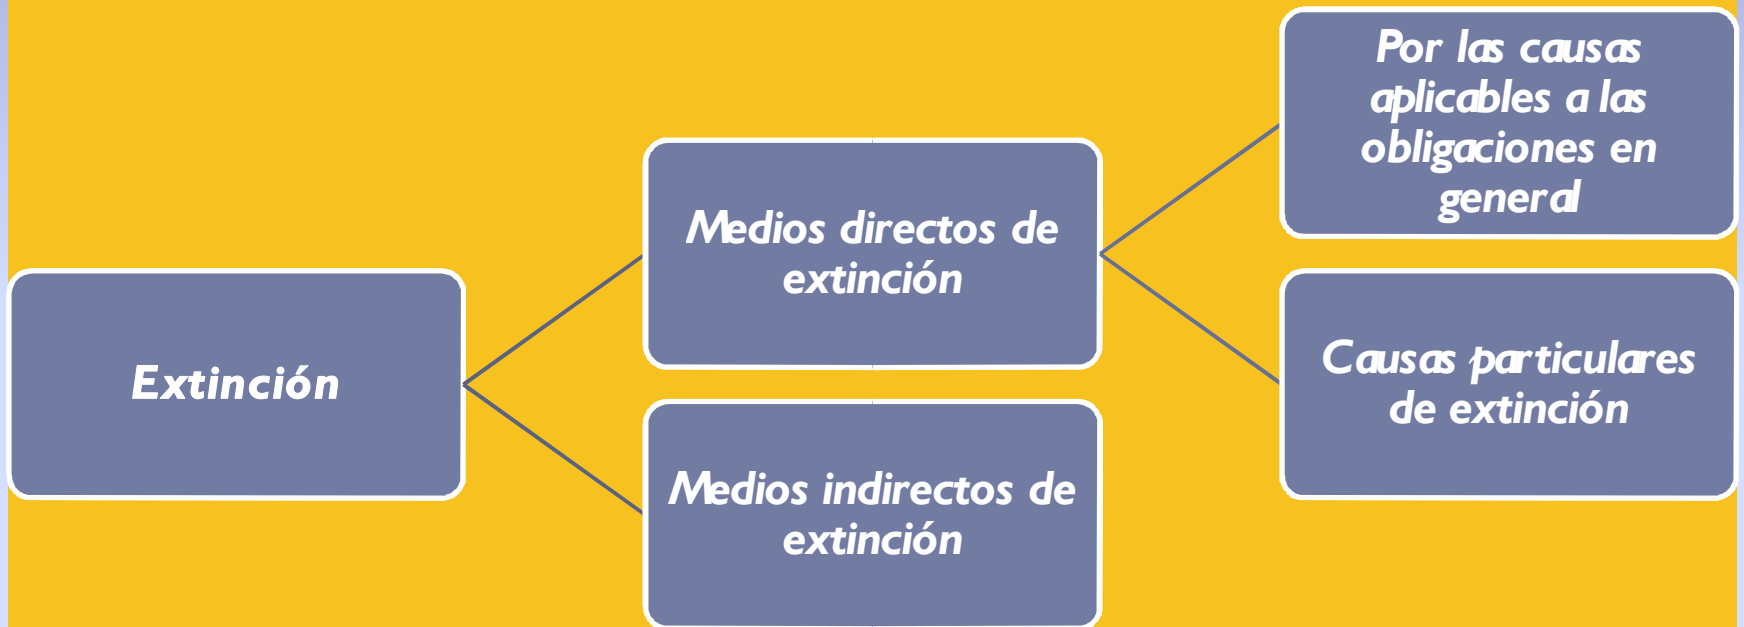 Extinción
Medios directos de
extinción
Medios indirectos de
extinción
Por las causas
aplicables a las
obligaciones en
general
Causas particulares
de extinción